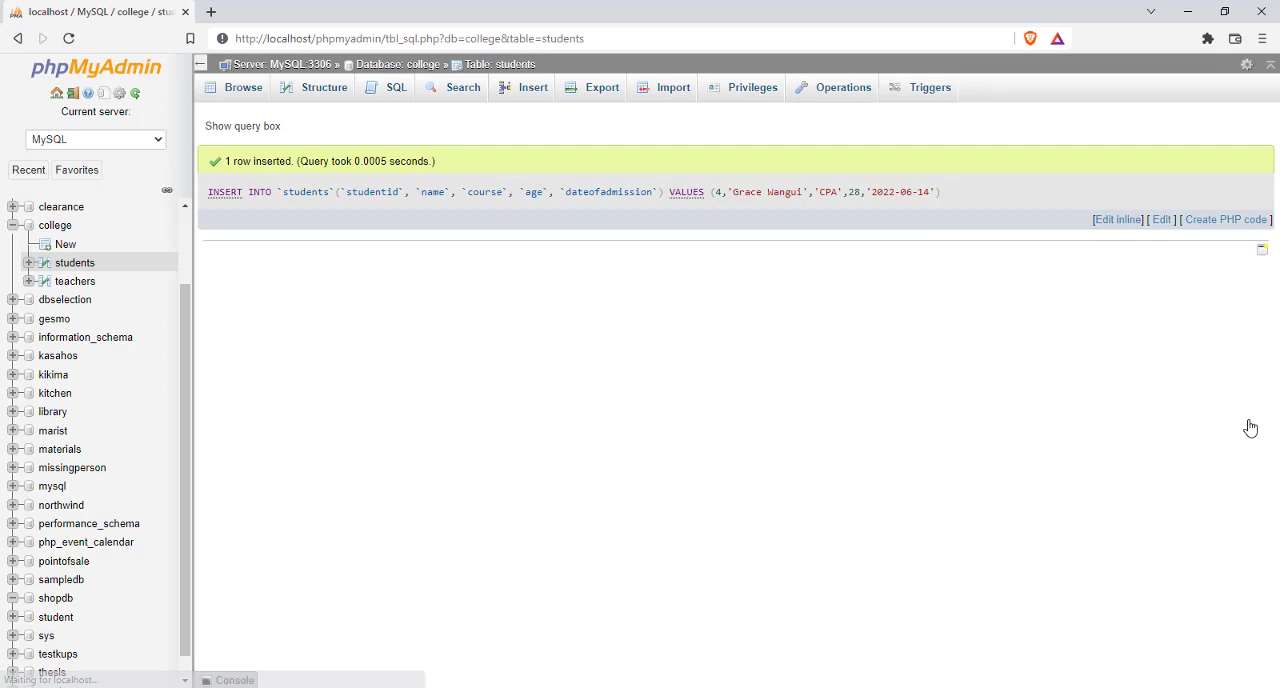 localhost / MySQL / college / stu
http://localhost/phpmyadmin/tbl_sql.php?db=college&table=students
phpMyAdmin
Current server:
MySQL
Recent Favorites
clearance
college
New
students
teachers
dbselection
gesmo
information_schema
kasahos
kikima
kitchen
library
marist
materials
missingperson
mysql
northwind
performance_schema
php_event_calendar
pointofsale
sampledb
shopdb
student
sys
testkups
thesis
Waiting for localhost...
Server: MySQL:3306 » Database: college » Table: students
Browse Structure SQL Search Insert Export Import Privileges Operations Triggers
Show query box
1 row inserted. (Query took 0.0005 seconds.)
INSERT INTO `students`(`studentid`, `name`, `course`, `age`, `dateofadmission`) VALUES (4,'Grace Wangui','CPA',28,'2022-06-14')
[Edit inline] [ Edit ] [ Create PHP code ]
Console